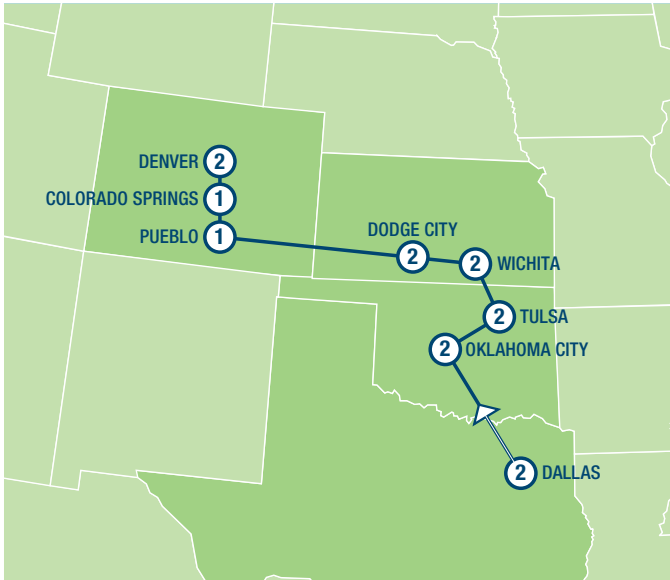 DENVER 2
COLORADO SPRINGS 1
PUEBLO 1
DODGE CITY
2
2 WICHITA
2 TULSA
2 OKLAHOMA CITY
2 DALLAS